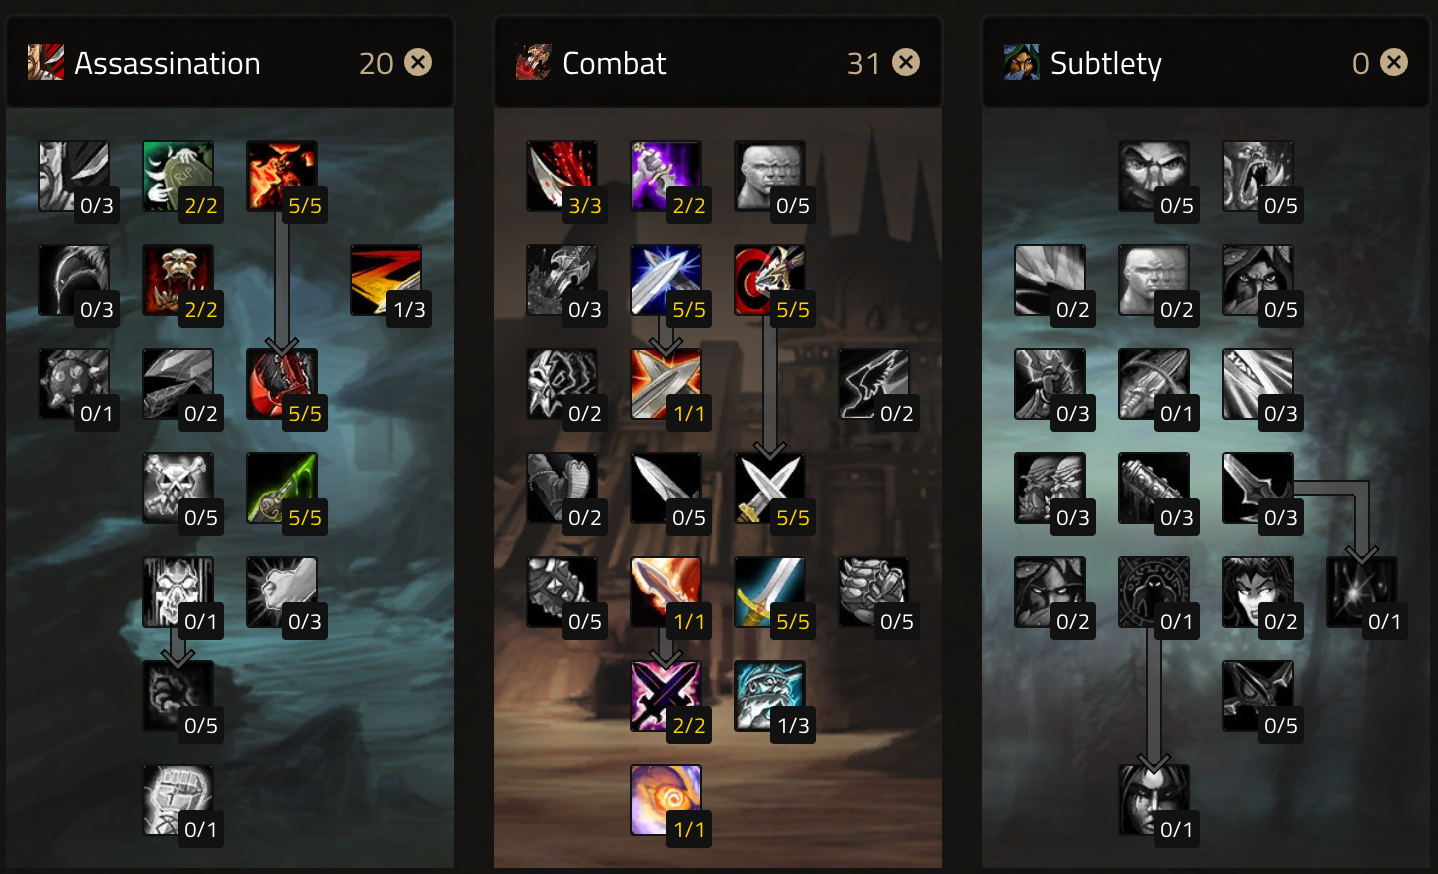 Assassination 20
Combat 31
Subtlety 0
0/3 2/2 5/5
3/3 2/2 0/5
0/5 0/5
0/3 2/2 1/3
0/3 5/5 5/5
0/2 0/2 0/5
0/1 0/2 5/5
0/2 1/1 0/2
0/3 0/1 0/3
0/5 5/5
0/2 0/5 5/5
0/3 0/3 0/3
0/1 0/3
0/5 1/1 5/5 0/5
0/2 0/1 0/2 0/1
0/5
2/2 1/3
0/5
0/1
1/1
0/1
RIP